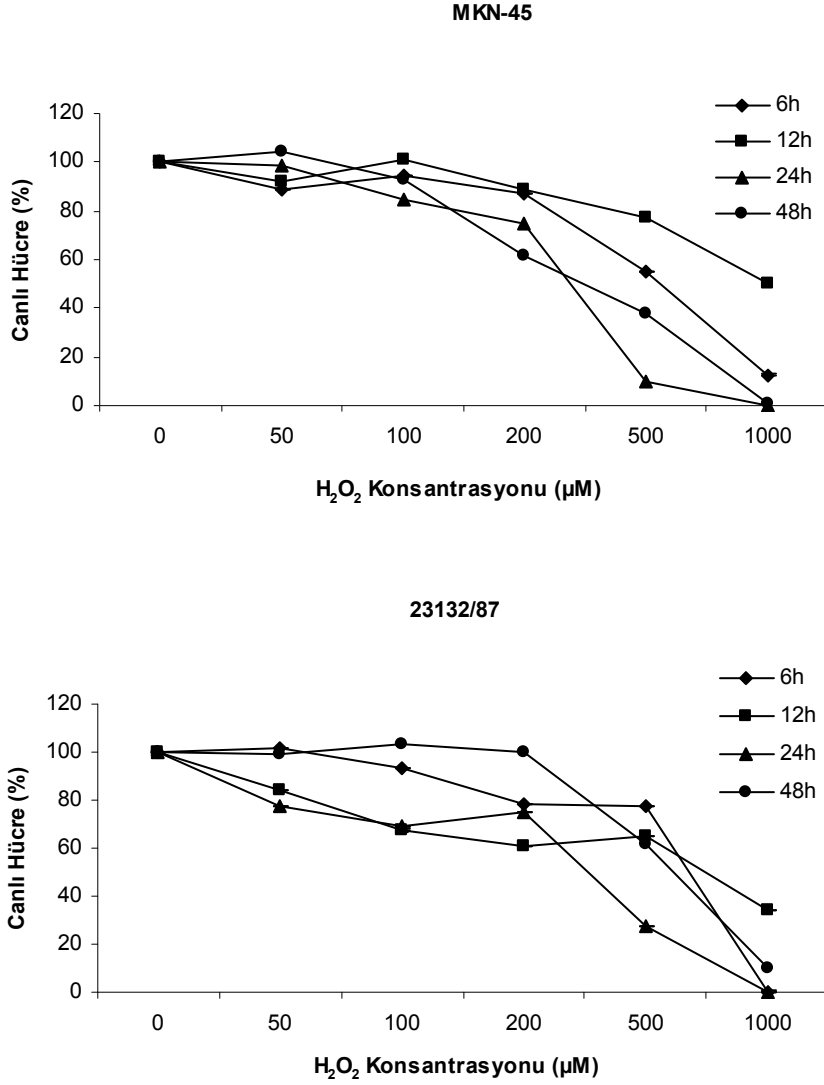 MKN-45
120
100
80
60
40
20
0
Canlı Hücre (%)
6h
12h
24h
48h
0 50 100 200 500 1000
H₂O₂ Konsantrasyonu (µM)
23132/87
120
100
80
60
40
20
0
Canlı Hücre (%)
6h
12h
24h
48h
0 50 100 200 500 1000
H₂O₂ Konsantrasyonu (µM)